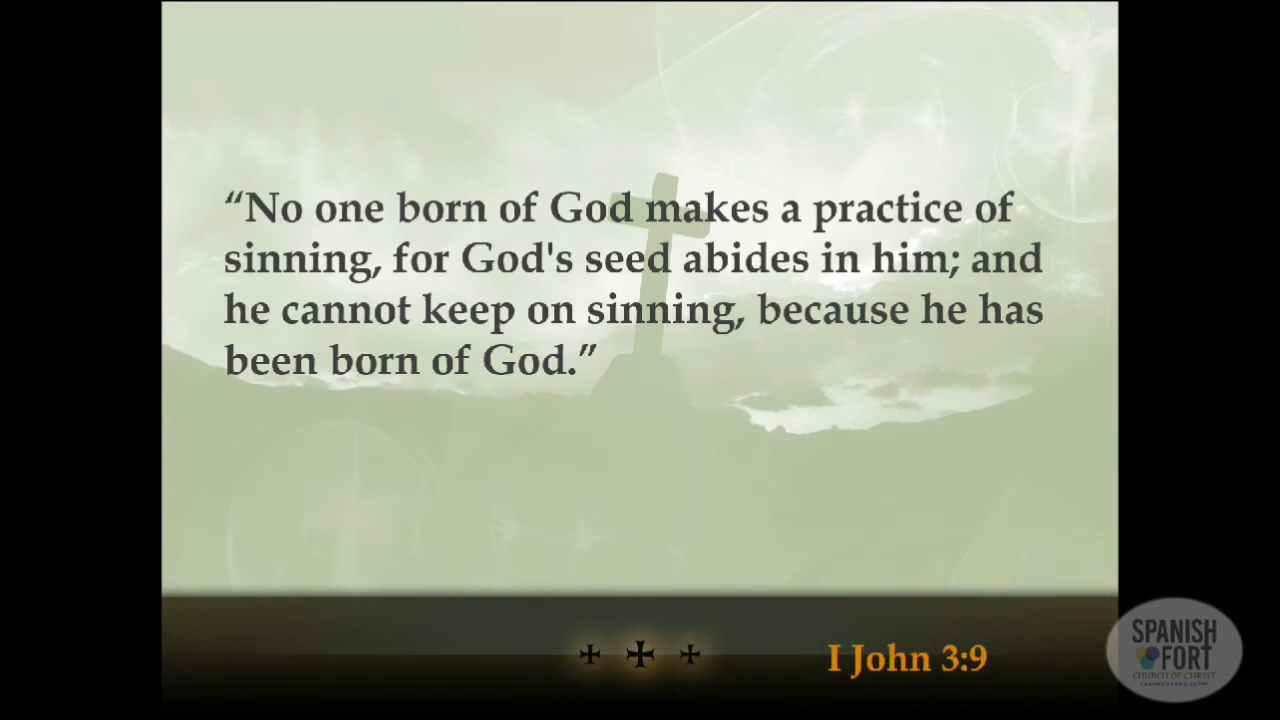 “No one born of God makes a practice of
sinning, for God's seed abides in him; and
he cannot keep on sinning, because he has
been born of God.”
I John 3:9
SPANISH
FORT
CHURCH OF CHRIST